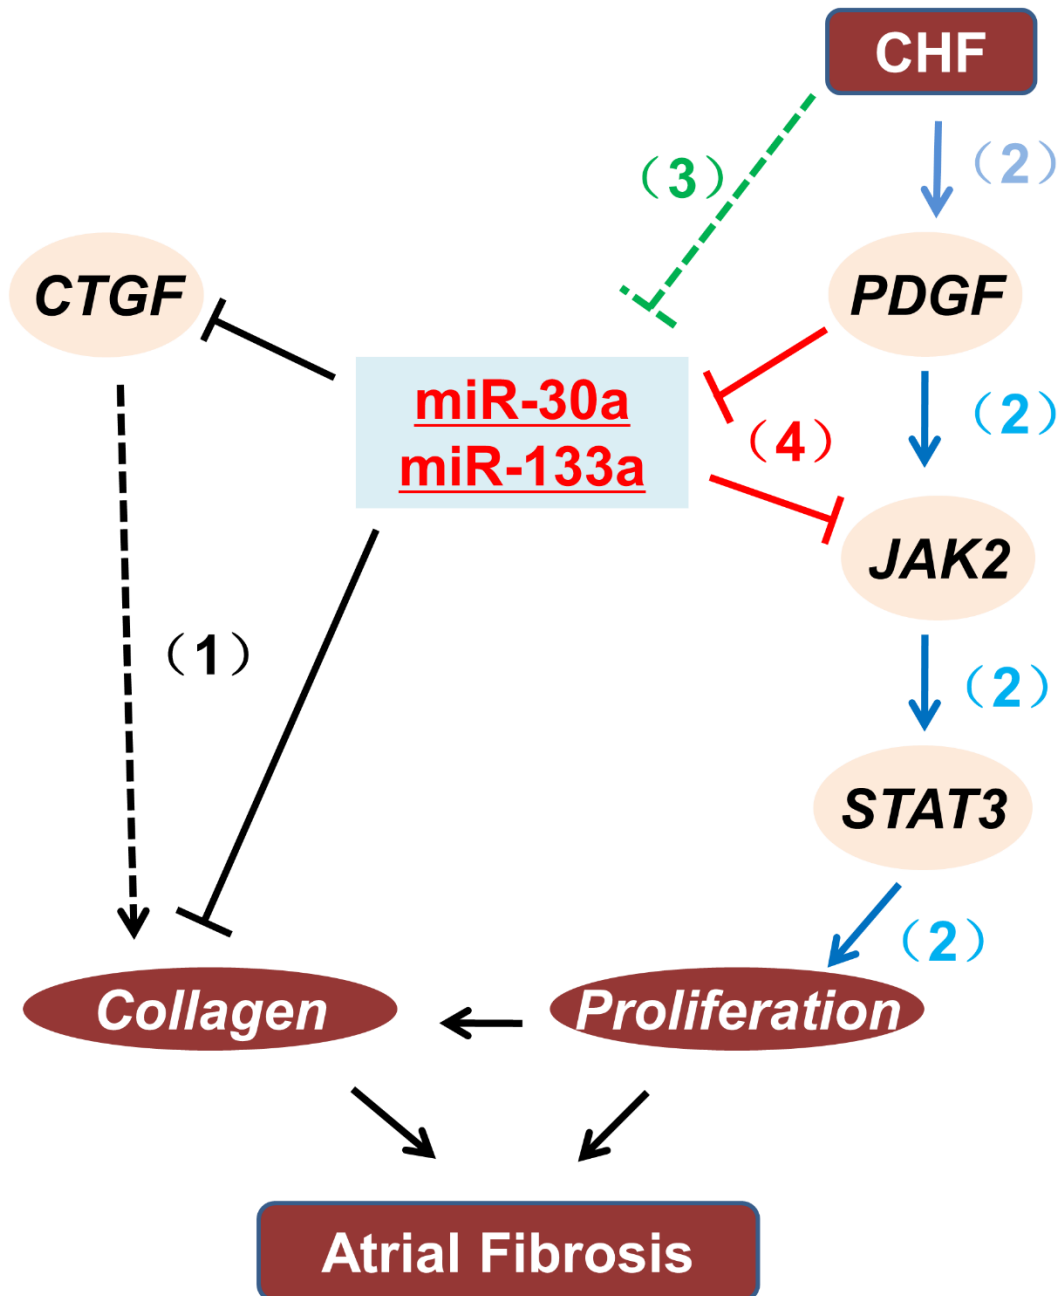 CHF
（2）
（3）
CTGF
PDGF
miR-30a
miR-133a
（2）
（4）
JAK2
（1）
（2）
STAT3
（2）
Collagen
Proliferation
Atrial Fibrosis